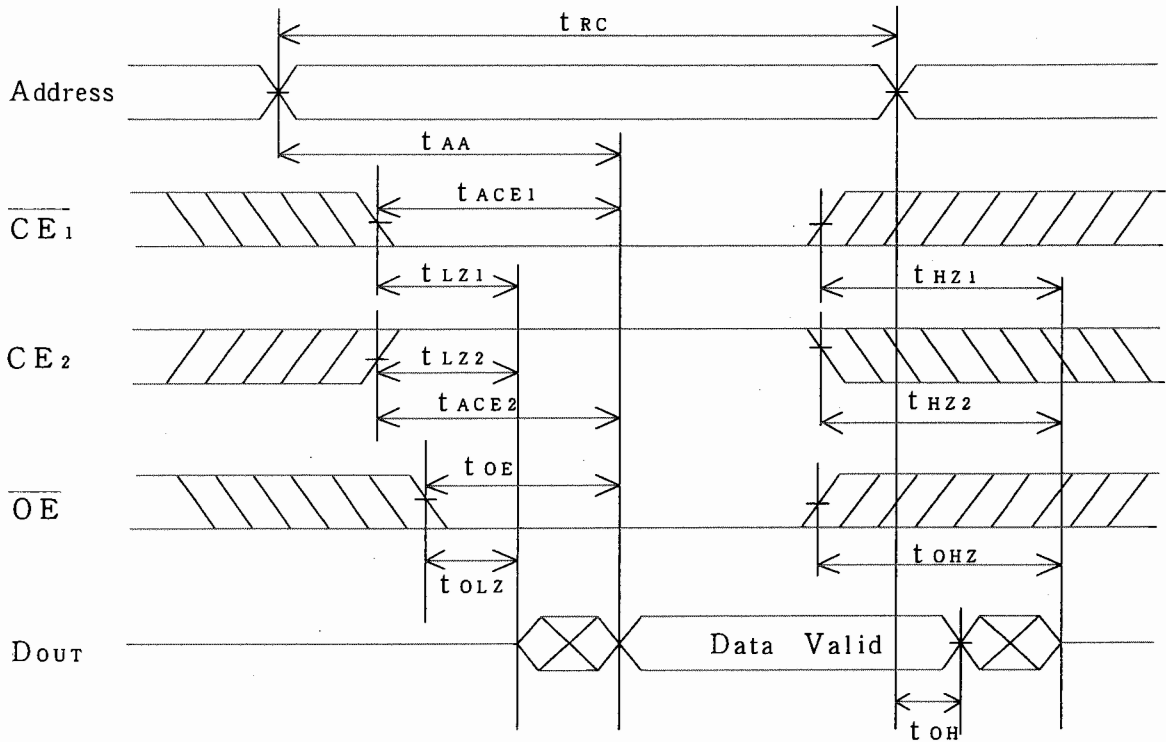 t RC
Address
t AA
t ACE1
CE1
t LZ1
t HZ1
CE2
t LZ2
t ACE2
t HZ2
t OE
OE
t OLZ
t OHZ
DOUT
Data Valid
t OH